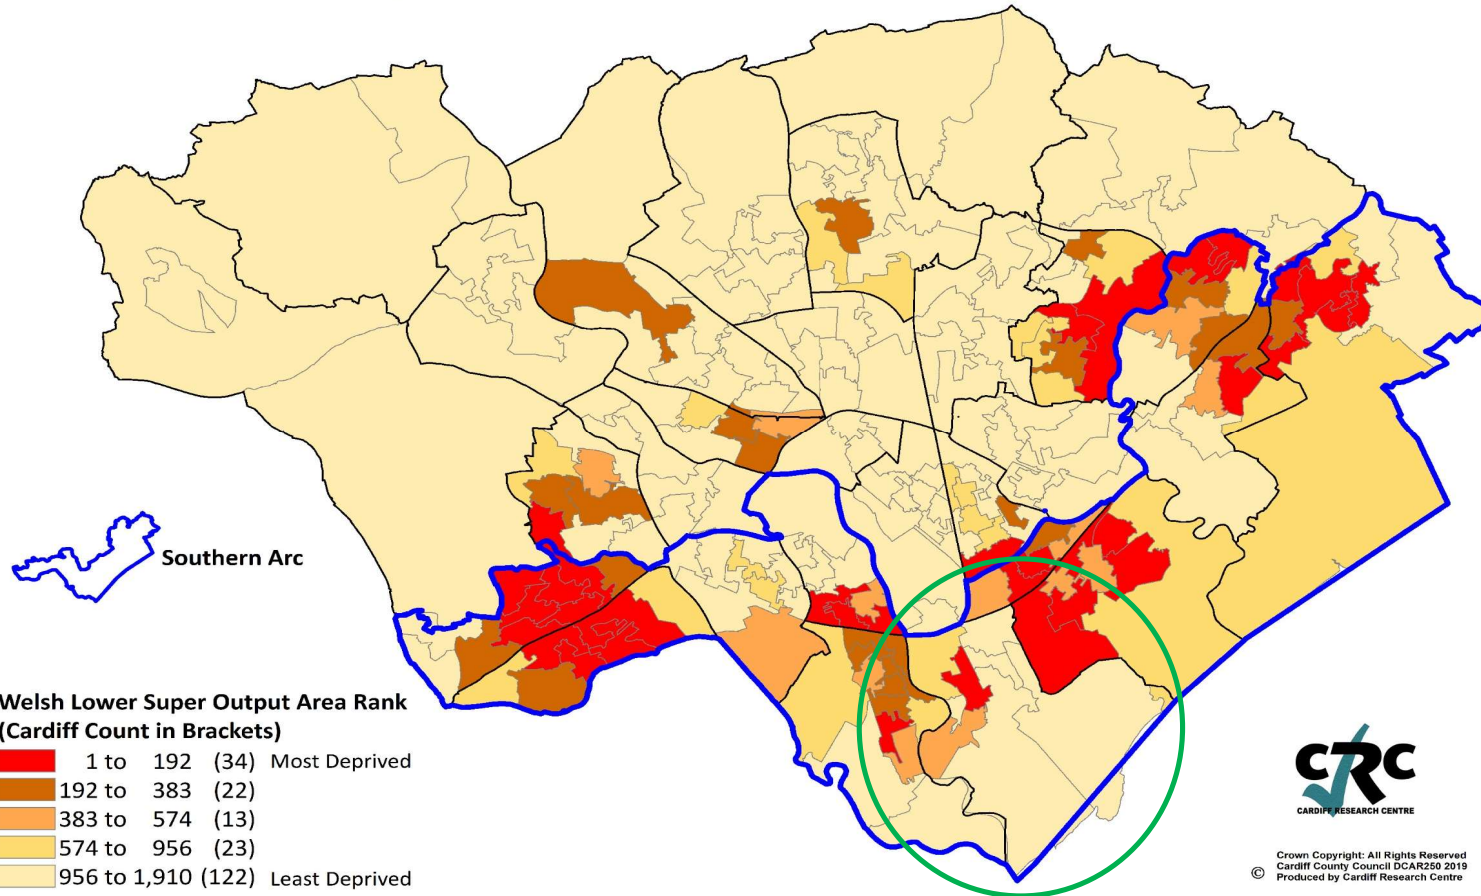 Southern Arc
Welsh Lower Super Output Area Rank
(Cardiff Count in Brackets)
1 to 192 (34) Most Deprived
192 to 383 (22)
383 to 574 (13)
574 to 956 (23)
956 to 1,910 (122) Least Deprived
CRC
CARDIFF RESEARCH CENTRE
Crown Copyright: All Rights Reserved
Cardiff County Council DCAR250 2019
© Produced by Cardiff Research Centre